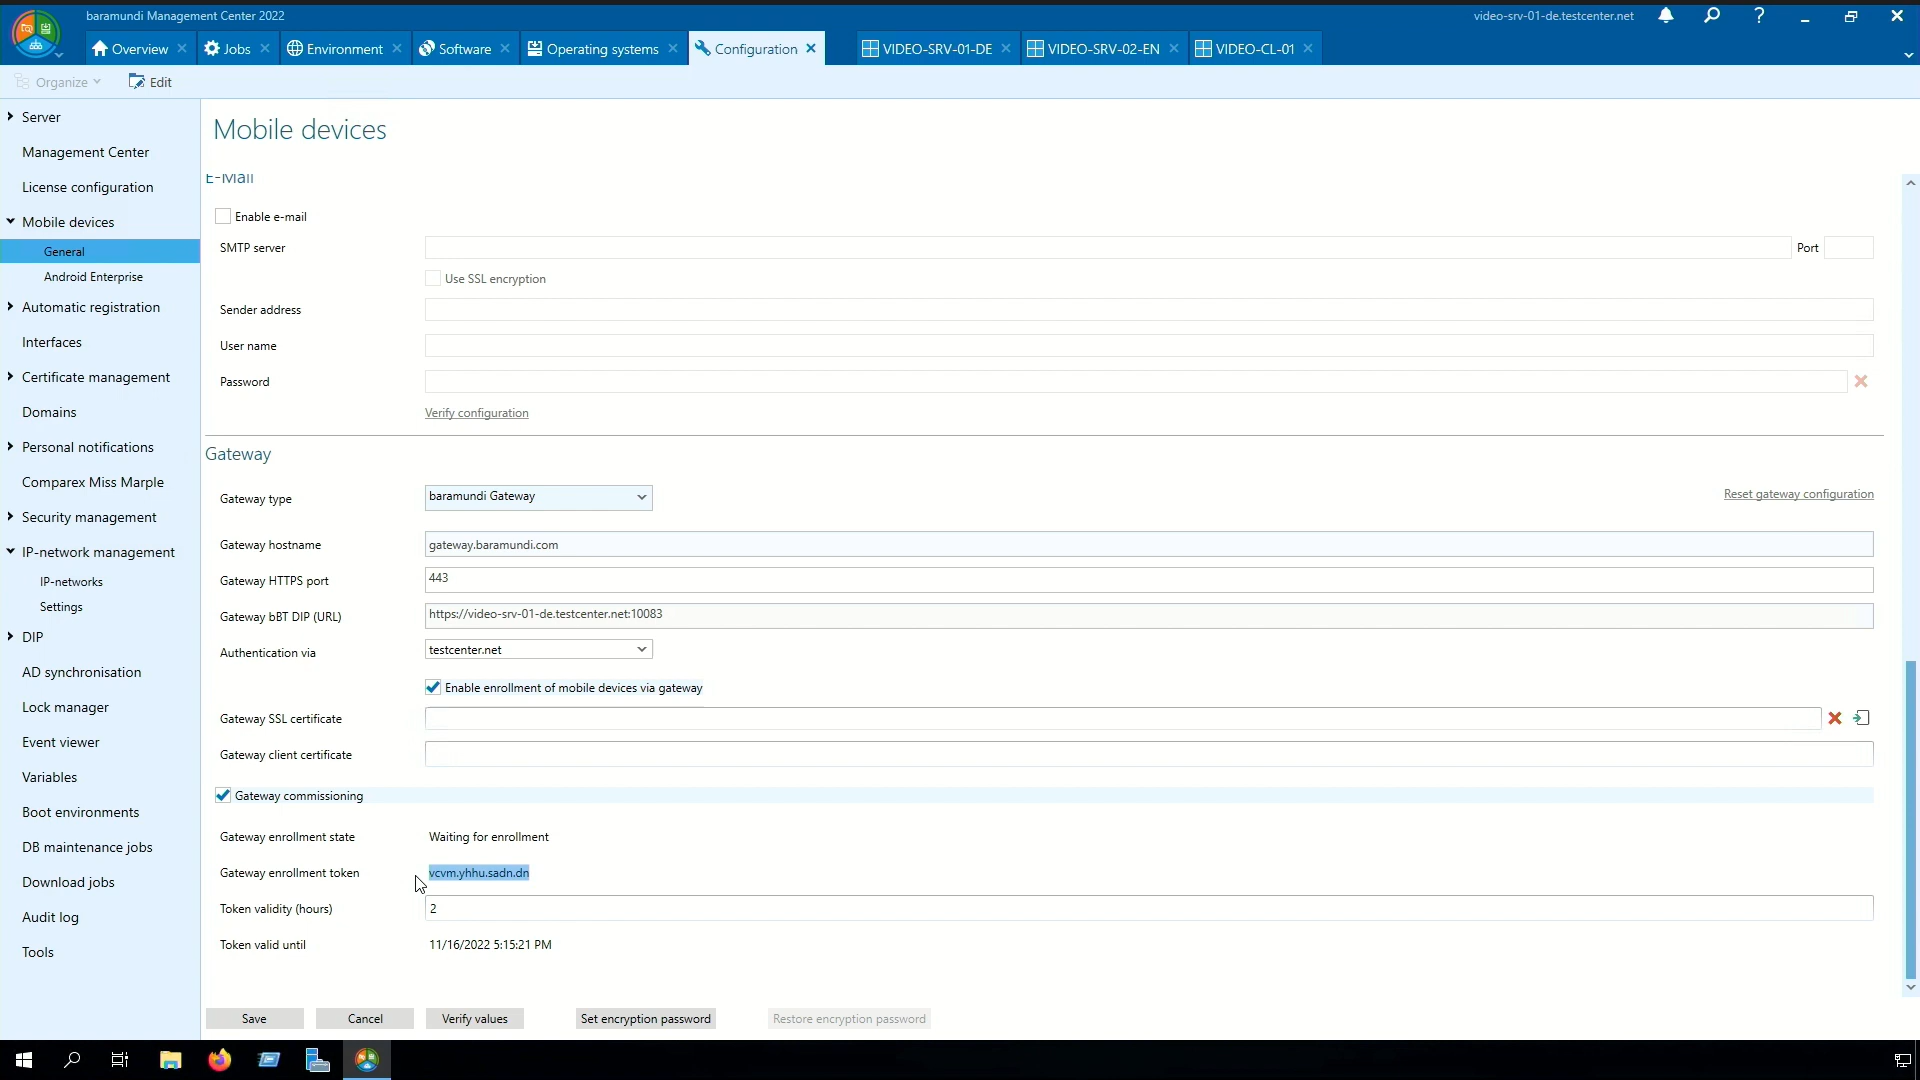 baramundi Management Center 2022
video-srv-01-de.testcenter.net
Overview
Jobs
Environment
Software
Operating systems
Configuration
VIDEO-SRV-01-DE
VIDEO-SRV-02-EN
VIDEO-CL-01
Organize
Edit
Server
Management Center
License configuration
Mobile devices
General
Android Enterprise
Automatic registration
Interfaces
Certificate management
Domains
Personal notifications
Comparex Miss Marple
Security management
IP-network management
IP-networks
Settings
DIP
AD synchronisation
Lock manager
Event viewer
Variables
Boot environments
DB maintenance jobs
Download jobs
Audit log
Tools
Mobile devices
E-Mail
Enable e-mail
SMTP server
Port
Use SSL encryption
Sender address
User name
Password
Verify configuration
Gateway
Gateway type baramundi Gateway
Reset gateway configuration
Gateway hostname gateway.baramundi.com
Gateway HTTPS port 443
Gateway bBT DIP (URL) https://video-srv-01-de.testcenter.net:10083
Authentication via testcenter.net
Enable enrollment of mobile devices via gateway
Gateway SSL certificate
Gateway client certificate
Gateway commissioning
Gateway enrollment state Waiting for enrollment
Gateway enrollment token vcvm.yhhu.sadn.dn
Token validity (hours) 2
Token valid until 11/16/2022 5:15:21 PM
Save
Cancel
Verify values
Set encryption password
Restore encryption password